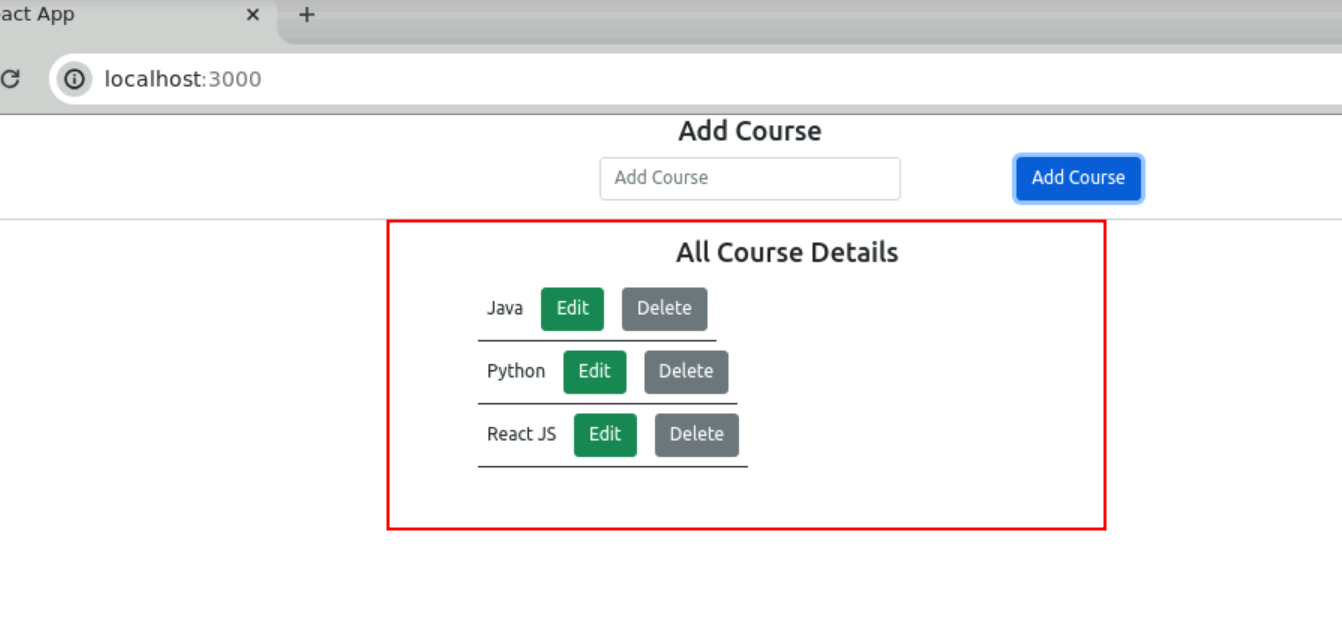 act App
localhost:3000
Add Course
Add Course Add Course
All Course Details
Java Edit Delete
Python Edit Delete
React JS Edit Delete